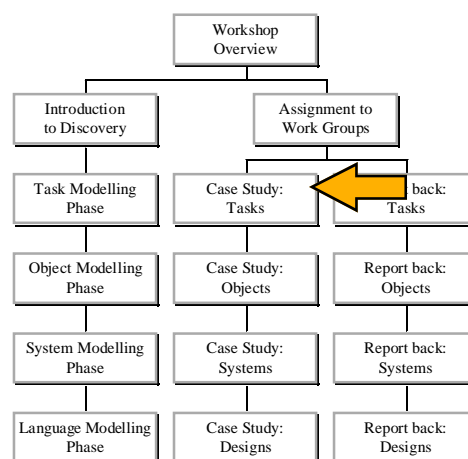 Workshop
Overview
Introduction
to Discovery
Assignment to
Work Groups
Task Modelling
Phase
Case Study:
Tasks
back:
Tasks
Object Modelling
Phase
Case Study:
Objects
Report back:
Objects
System Modelling
Phase
Case Study:
Systems
Report back:
Systems
Language Modelling
Phase
Case Study:
Designs
Report back:
Designs